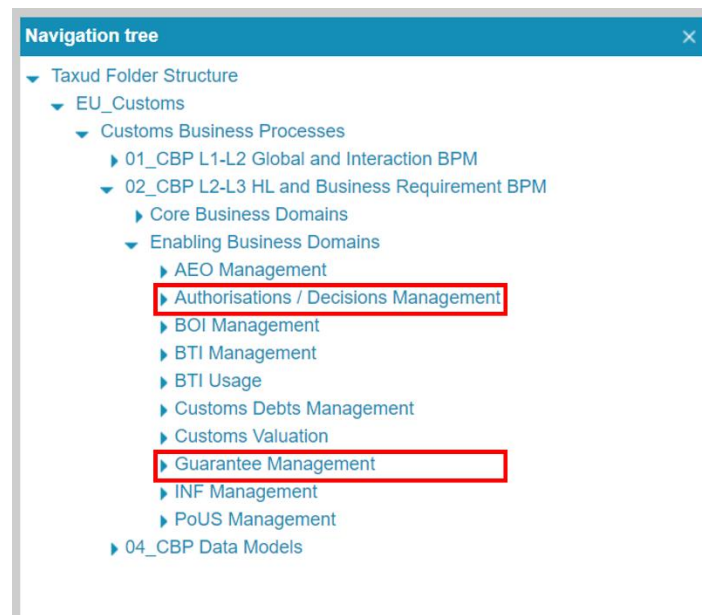 Navigation tree
Taxud Folder Structure
EU_Customs
Customs Business Processes
01_CBP L1-L2 Global and Interaction BPM
02_CBP L2-L3 HL and Business Requirement BPM
Core Business Domains
Enabling Business Domains
AEO Management
Authorisations / Decisions Management
BOI Management
BTI Management
BTI Usage
Customs Debts Management
Customs Valuation
Guarantee Management
INF Management
PoUS Management
04_CBP Data Models